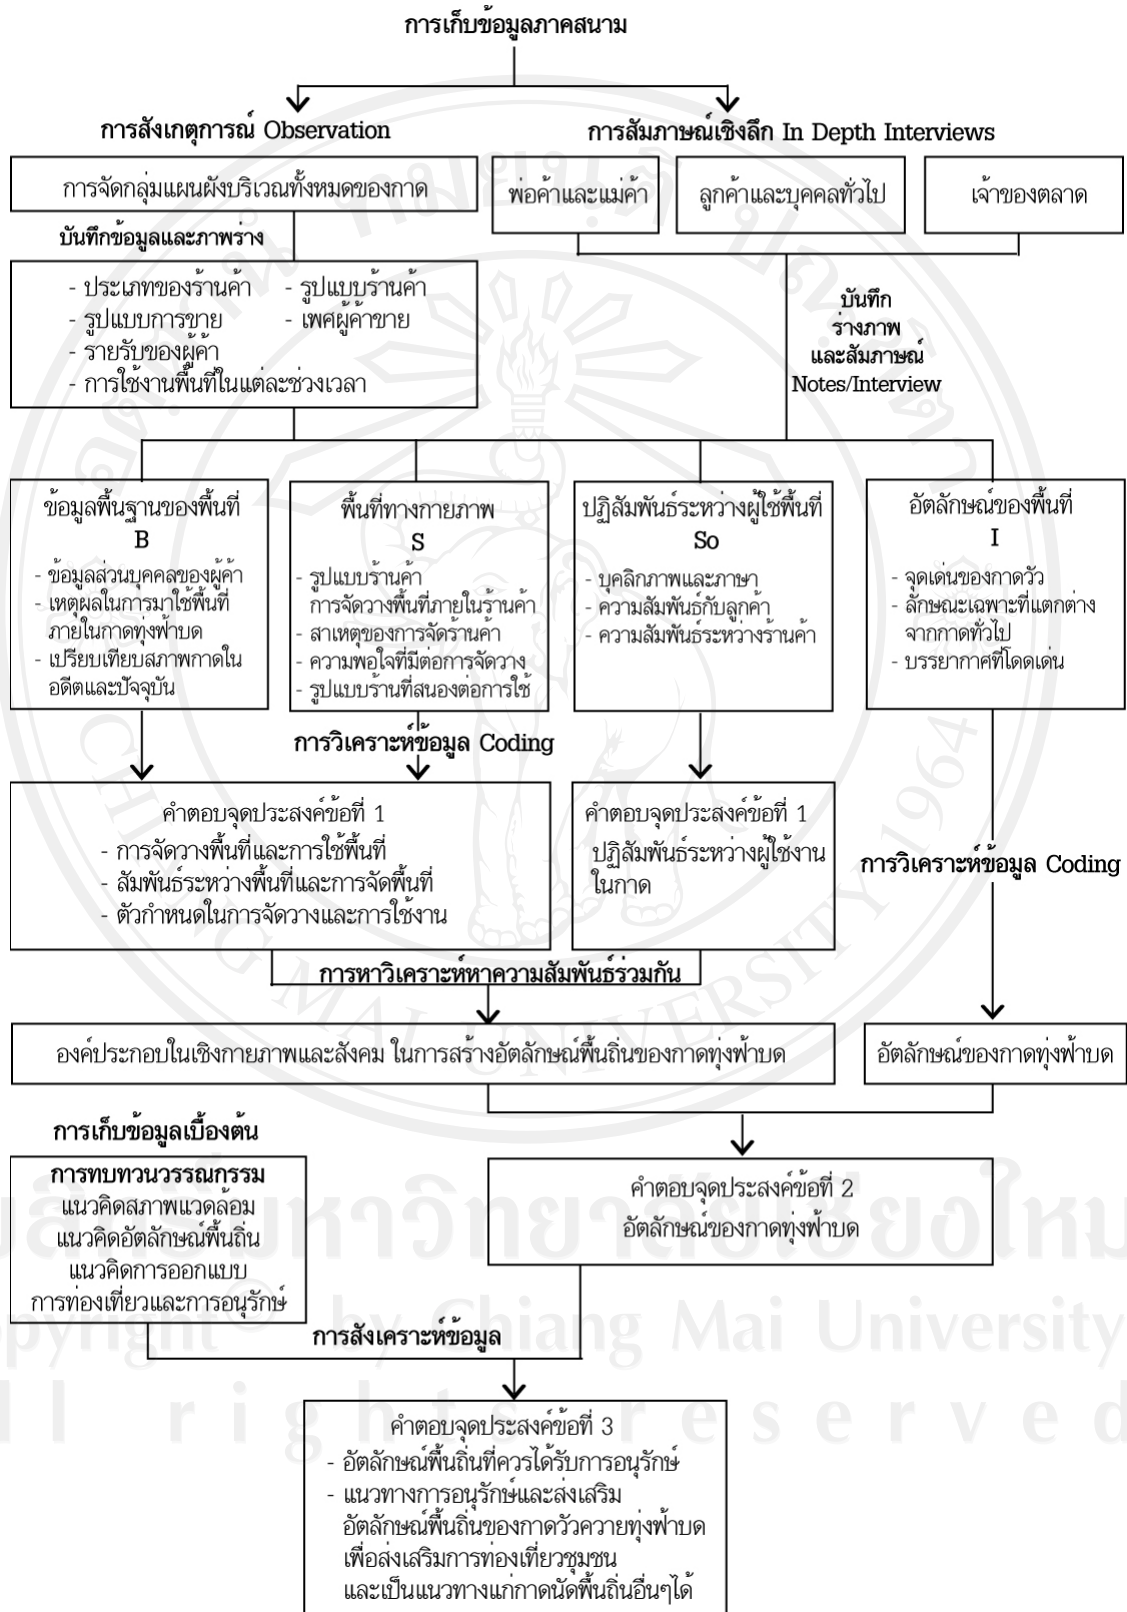 การเก็บข้อมูลภาคสนาม
การสังเกตุการณ์ Observation
การสัมภาษณ์เชิงลึก In Depth Interviews
การจัดกลุ่มแผนผังบริเวณทั้งหมดของกาด
พ่อค้าและแม่ค้า
ลูกค้าและบุคคลทั่วไป
เจ้าของตลาด
บันทึกข้อมูลและภาพร่าง
- ประเภทของร้านค้า - รูปแบบร้านค้า
- รูปแบบการขาย - เพศผู้ค้าขาย
- รายรับของผู้ค้า
- การใช้งานพื้นที่ในแต่ละช่วงเวลา
บันทึก
ร่างภาพ
และสัมภาษณ์
Notes/Interview
ข้อมูลพื้นฐานของพื้นที่
B
- ข้อมูลส่วนบุคคลของผู้ค้า
- เหตุผลในการมาใช้พื้นที่
ภายในกาดทุ่งฟ้าบด
- เปรียบเทียบสภาพกาดใน
อดีตและปัจจุบัน
พื้นที่ทางกายภาพ
S
- รูปแบบร้านค้า
การจัดวางพื้นที่ภายในร้านค้า
- สาเหตุของการจัดร้านค้า
- ความพอใจที่มีต่อการจัดวาง
- รูปแบบร้านที่สนองต่อการใช้
ปฏิสัมพันธ์ระหว่างผู้ใช้พื้นที่
So
- บุคลิกภาพและภาษา
- ความสัมพันธ์กับลูกค้า
- ความสัมพันธ์ระหว่างร้านค้า
อัตลักษณ์ของพื้นที่
I
- จุดเด่นของกาดวัว
- ลักษณะเฉพาะที่แตกต่าง
จากกาดทั่วไป
- บรรยากาศที่โดดเด่น
การวิเคราะห์ข้อมูล Coding
คำตอบจุดประสงค์ข้อที่ 1
- การจัดวางพื้นที่และการใช้พื้นที่
- สัมพันธ์ระหว่างพื้นที่และการจัดพื้นที่
- ตัวกำหนดในการจัดวางและการใช้งาน
คำตอบจุดประสงค์ข้อที่ 1
ปฏิสัมพันธ์ระหว่างผู้ใช้งาน
ในกาด
การวิเคราะห์ข้อมูล Coding
การหาวิเคราะห์หาความสัมพันธ์ร่วมกัน
องค์ประกอบในเชิงกายภาพและสังคม ในการสร้างอัตลักษณ์พื้นถิ่นของกาดทุ่งฟ้าบด
อัตลักษณ์ของกาดทุ่งฟ้าบด
การเก็บข้อมูลเบื้องต้น
การทบทวนวรรณกรรม
แนวคิดสภาพแวดล้อม
แนวคิดอัตลักษณ์พื้นถิ่น
แนวคิดการออกแบบ
การท่องเที่ยวและการอนุรักษ์
คำตอบจุดประสงค์ข้อที่ 2
อัตลักษณ์ของกาดทุ่งฟ้าบด
การสังเคราะห์ข้อมูล
คำตอบจุดประสงค์ข้อที่ 3
- อัตลักษณ์พื้นถิ่นที่ควรได้รับการอนุรักษ์
- แนวทางการอนุรักษ์และส่งเสริม
อัตลักษณ์พื้นถิ่นของกาดวัวควายทุ่งฟ้าบด
เพื่อส่งเสริมการท่องเที่ยวชุมชน
และเป็นแนวทางแก่กาดนัดพื้นถิ่นอื่นๆได้
CHIANG MAI UNIVERSITY 1964
มหาวิทยาลัยเชียงใหม่
by Chiang Mai University
rights reserved